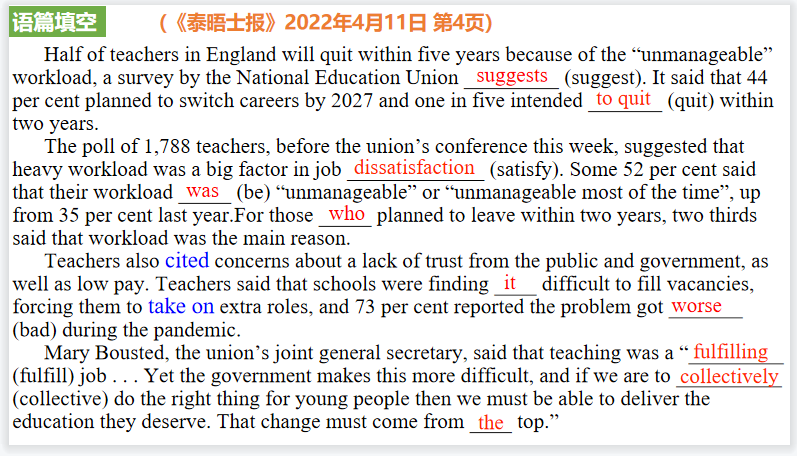 语篇填空 (《泰晤士报》2022年4月11日 第4页)
Half of teachers in England will quit within five years because of the “unmanageable”
workload, a survey by the National Education Union suggests (suggest). It said that 44
per cent planned to switch careers by 2027 and one in five intended to quit (quit) within
two years.
The poll of 1,788 teachers, before the union’s conference this week, suggested that
heavy workload was a big factor in job dissatisfaction (satisfy). Some 52 per cent said
that their workload was (be) “unmanageable” or “unmanageable most of the time”, up
from 35 per cent last year.For those who planned to leave within two years, two thirds
said that workload was the main reason.
Teachers also cited concerns about a lack of trust from the public and government, as
well as low pay. Teachers said that schools were finding it difficult to fill vacancies,
forcing them to take on extra roles, and 73 per cent reported the problem got worse
(bad) during the pandemic.
Mary Bousted, the union’s joint general secretary, said that teaching was a “fulfilling
(fulfill) job . . . Yet the government makes this more difficult, and if we are to collectively
(collective) do the right thing for young people then we must be able to deliver the
education they deserve. That change must come from the top.”